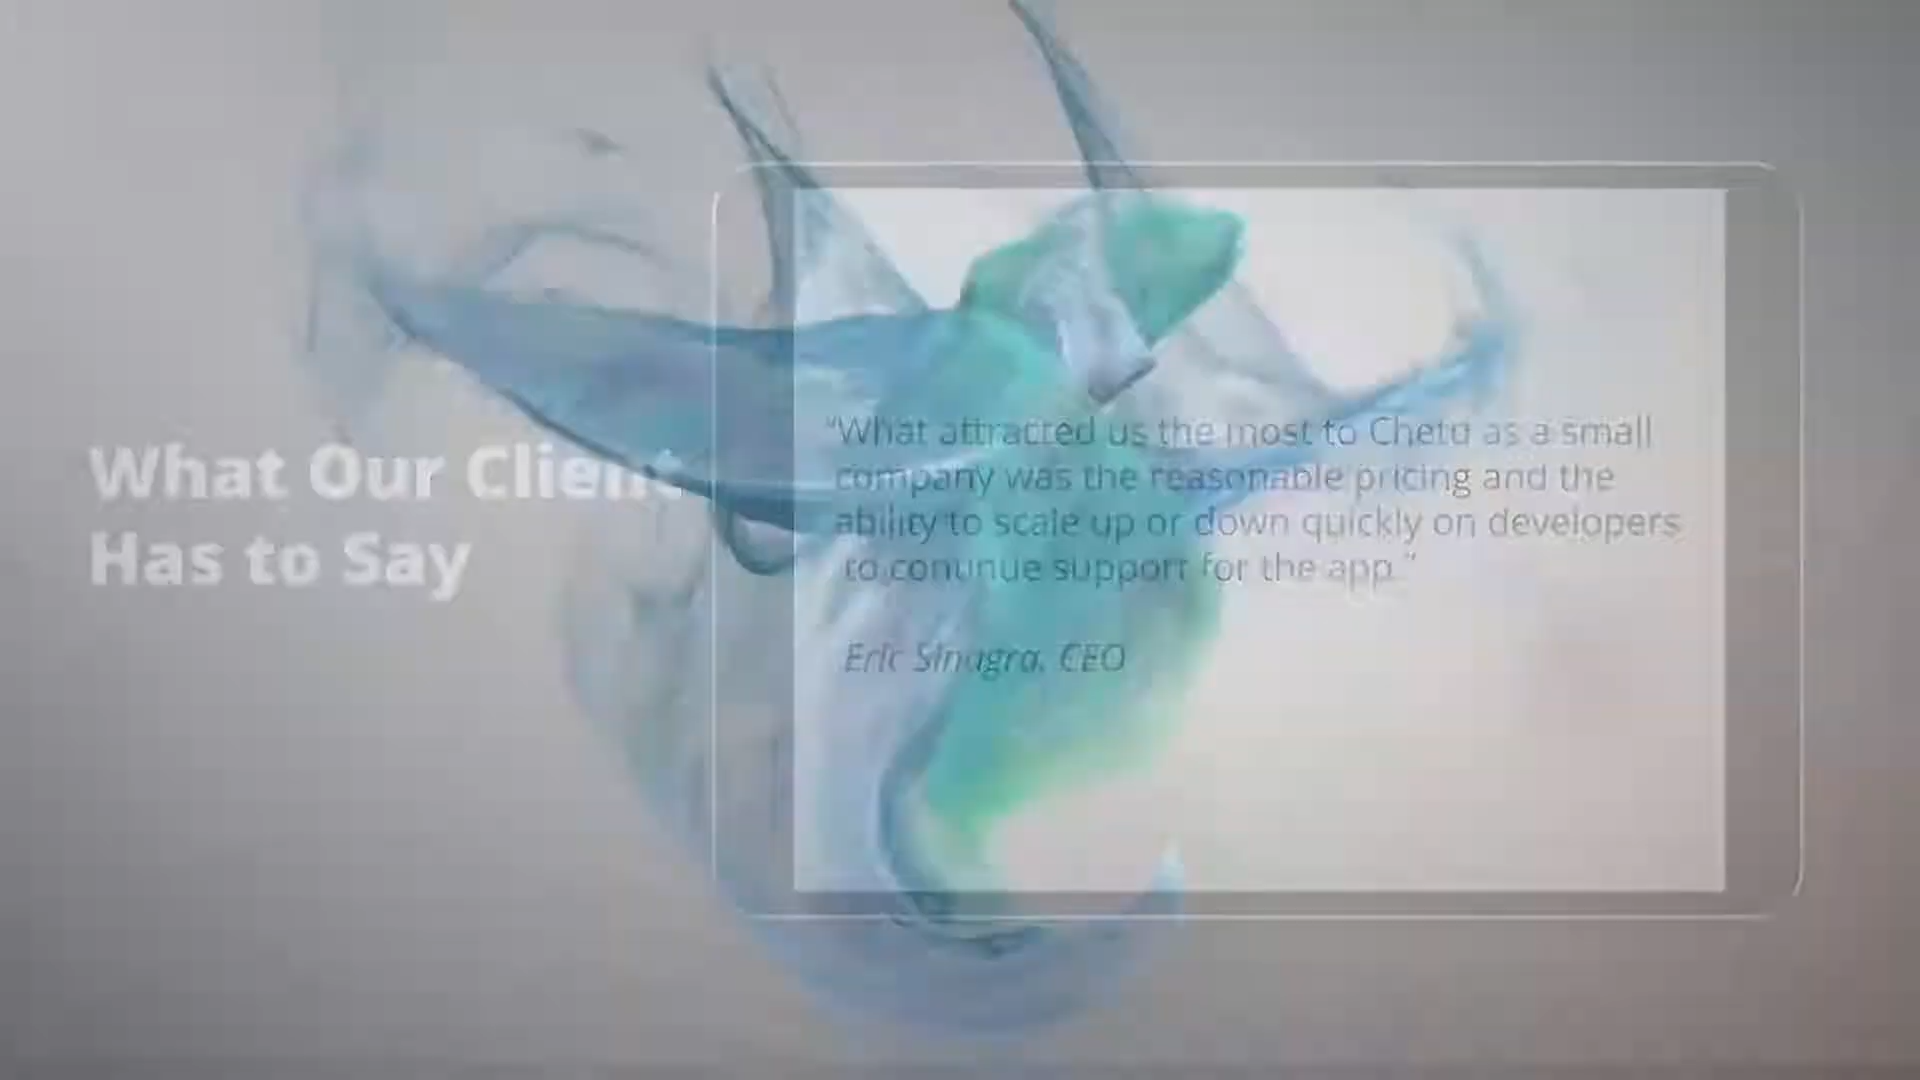 What Our Client
Has to Say
“What attracted us the most to Cheto as a small
company was the reasonable pricing and the
ability to scale up or down quickly on developers
to continue support for the app.”
Eric Sinagra, CEO